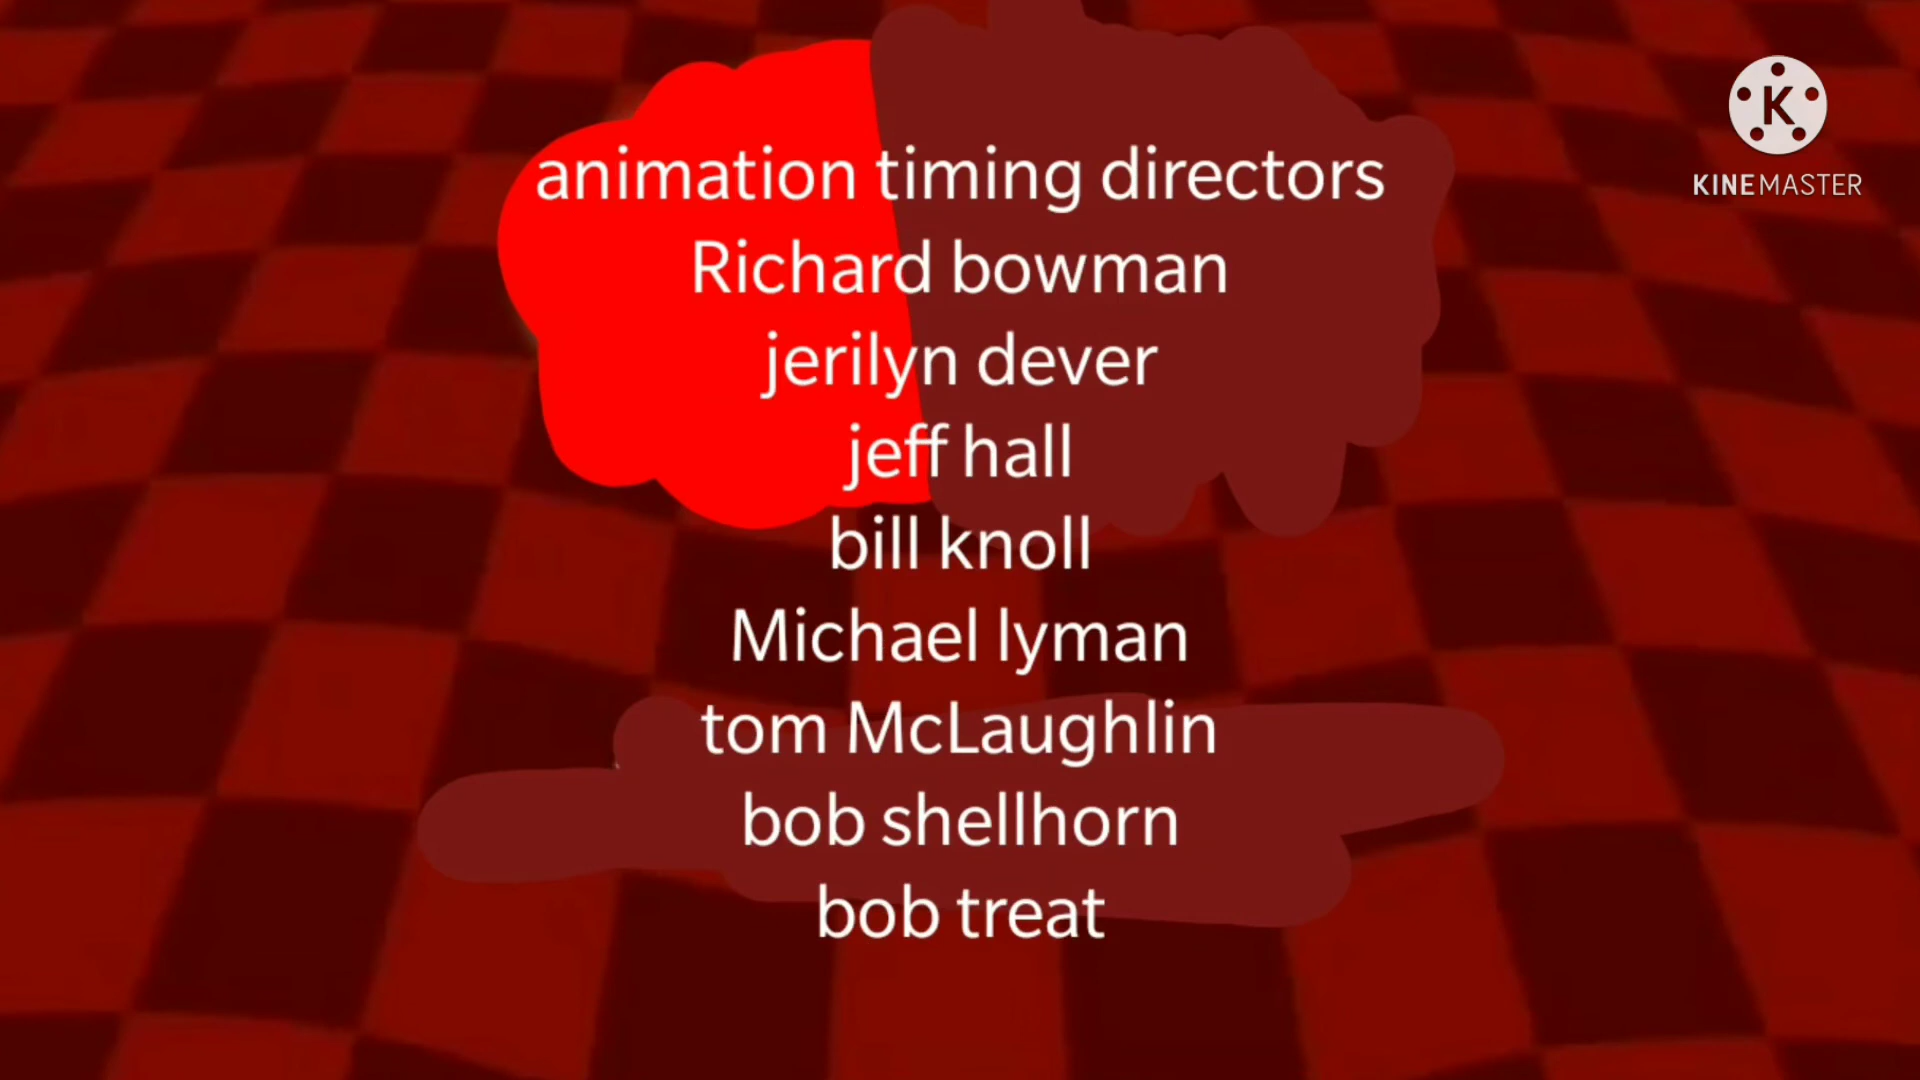 animation timing directors
Richard bowman
jerilyn dever
jeff hall
bill knoll
Michael lyman
tom McLaughlin
bob shellhorn
bob treat
K
KINEMASTER